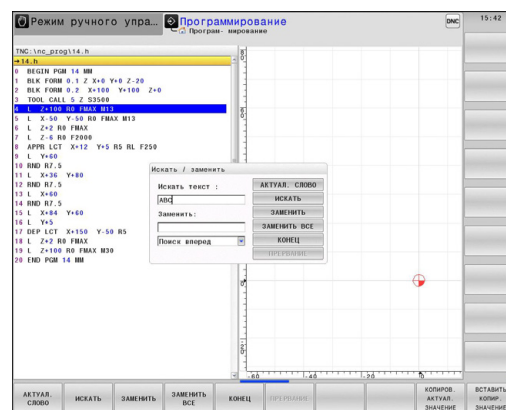 Режим ручного упра…
Программирование
Програм- мирование
DNC
15:42
TNC:\nc_prog\14.h
→14.h
0 BEGIN PGM 14 MM
1 BLK FORM 0.1 Z X+0 Y+0 Z-20
2 BLK FORM 0.2 X+100 Y+100 Z+0
3 TOOL CALL 5 Z S3500
4 L Z+100 R0 FMAX M13
5 L X-50 Y-50 R0 FMAX M13
6 L Z+2 R0 FMAX
7 L Z-6 R0 F2000
8 APPR LCT X+12 Y+5 R5 RL F250
9 L Y+60
10 RND R7.5
11 L X+36 Y+80
12 RND R7.5
13 L X+60
14 RND R7.5
15 L X+84 Y+60
16 L Y+5
17 DEP LCT X+150 Y-50 R5
18 L Z+2 R0 FMAX
19 L Z+100 R0 FMAX M30
20 END PGM 14 MM
Искать / заменить
Искать текст :
ABC
Заменить:
Поиск вперед
АКТУАЛ. СЛОВО
ИСКАТЬ
ЗАМЕНИТЬ
ЗАМЕНИТЬ ВСЕ
КОНЕЦ
ПРЕРВАНИЕ
-60 -40 -20 0
АКТУАЛ. СЛОВО
ИСКАТЬ
ЗАМЕНИТЬ
ЗАМЕНИТЬ ВСЕ
КОНЕЦ
ПРЕРВАНИЕ
КОПИРОВ. АКТУАЛ. ЗНАЧЕНИЕ
ВСТАВИТЬ КОПИР. ЗНАЧЕНИЕ